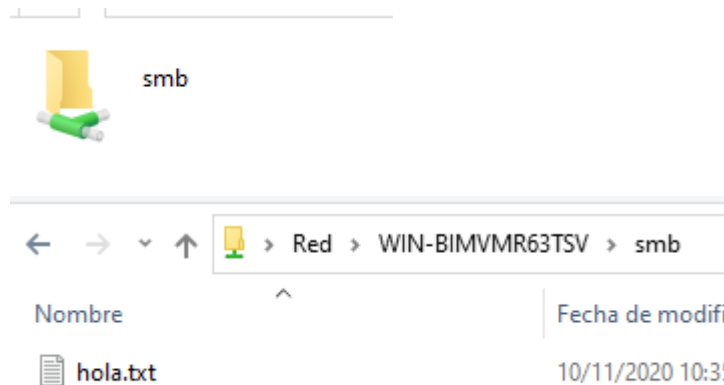 smb
Red > WIN-BIMVMR63TSV > smb
Nombre Fecha de modifi
hola.txt 10/11/2020 10:3